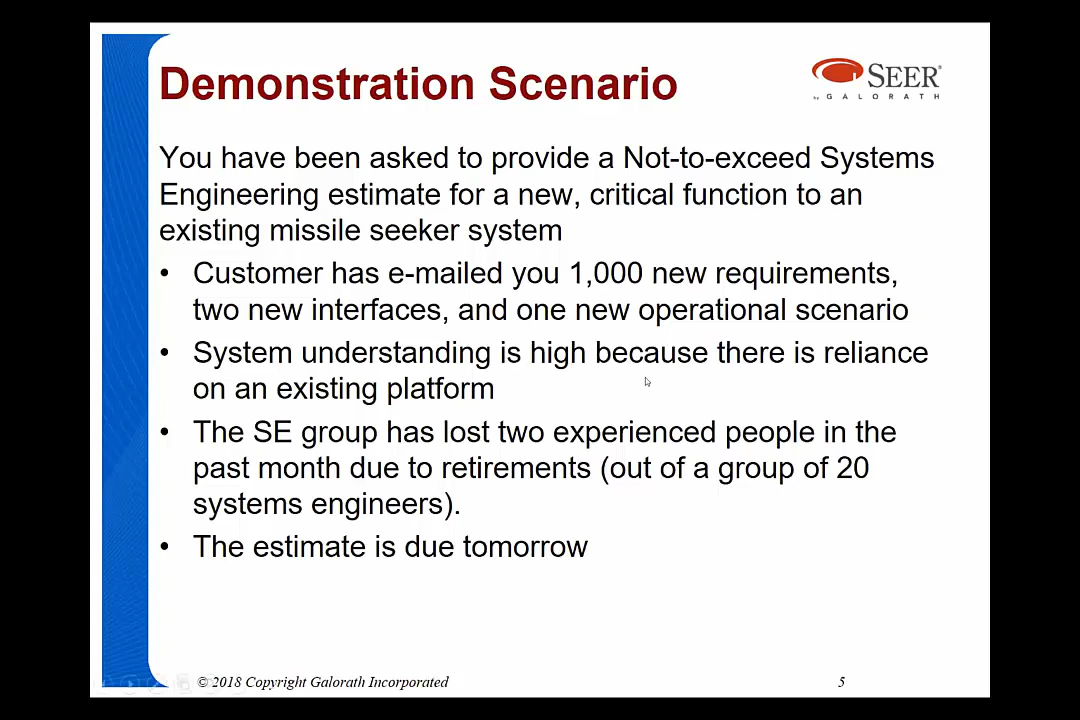 Demonstration Scenario
SEER®
by GALORATH
You have been asked to provide a Not-to-exceed Systems
Engineering estimate for a new, critical function to an
existing missile seeker system
• Customer has e-mailed you 1,000 new requirements,
two new interfaces, and one new operational scenario
• System understanding is high because there is reliance
on an existing platform
• The SE group has lost two experienced people in the
past month due to retirements (out of a group of 20
systems engineers).
• The estimate is due tomorrow
© 2018 Copyright Galorath Incorporated
5